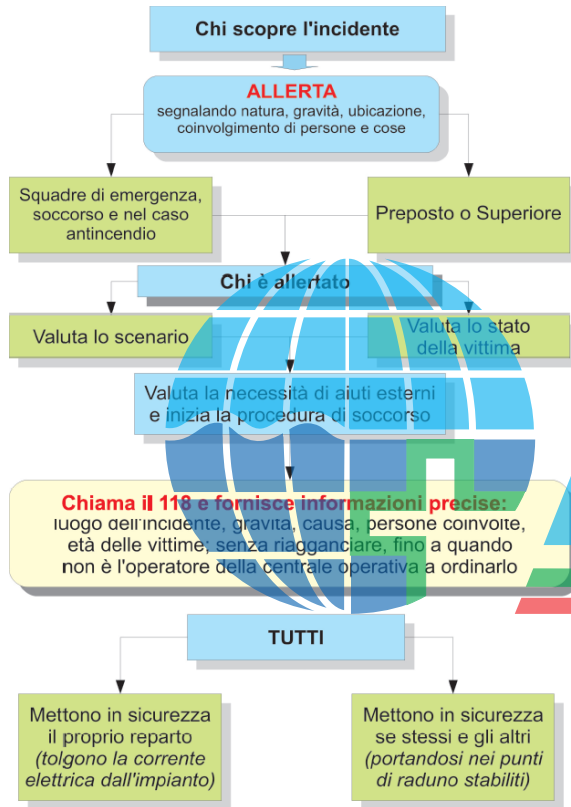 Chi scopre l'incidente
ALLERTA
segnalando natura, gravità, ubicazione,
coinvolgimento di persone e cose
Squadre di emergenza,
soccorso e nel caso
antincendio
Preposto o Superiore
Chi è allertato
Valuta lo scenario
Valuta lo stato
della vittima
Valuta la necessità di aiuti esterni
e inizia la procedura di soccorso
Chiama il 118 e fornisce informazioni precise:
luogo dell'incidente, gravità, causa, persone coinvolte,
età delle vittime; senza riagganciare, fino a quando
non è l'operatore della centrale operativa a ordinarlo
TUTTI
Mettono in sicurezza
il proprio reparto
(tolgono la corrente
elettrica dall'impianto)
Mettono in sicurezza
se stessi e gli altri
(portandosi nei punti
di raduno stabiliti)